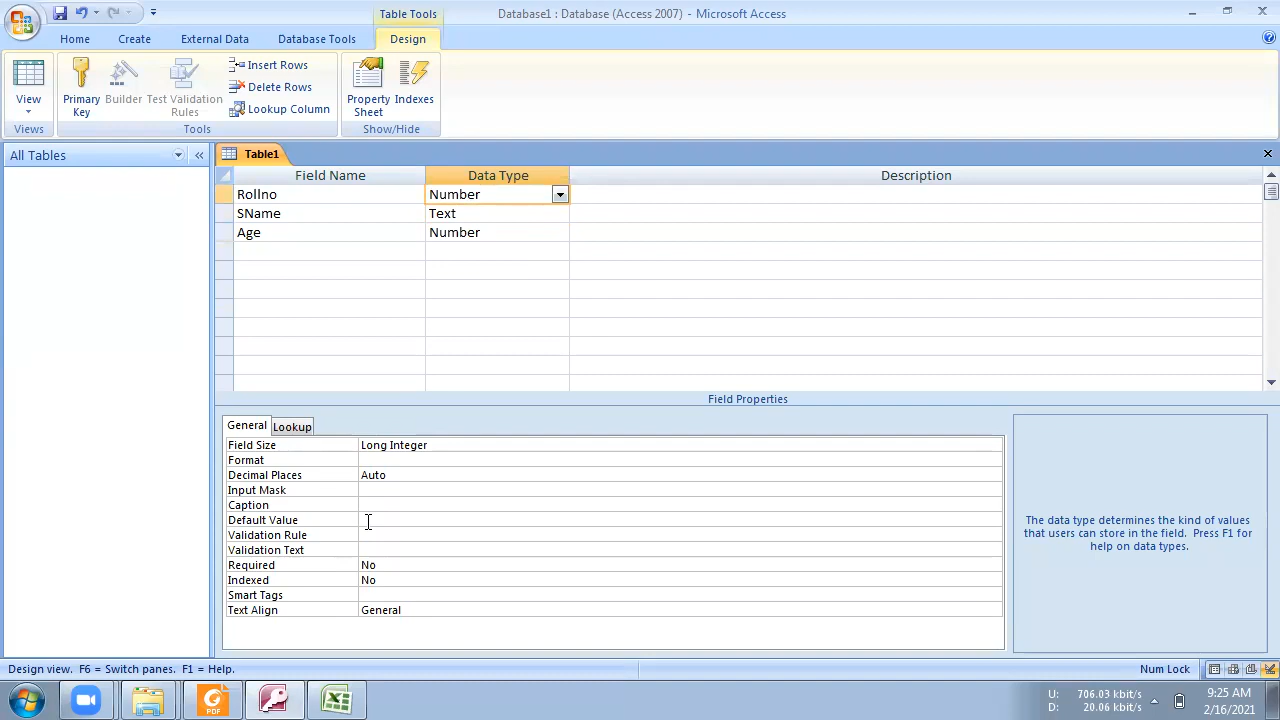 Table Tools
Database1 : Database (Access 2007) - Microsoft Access
Home
Create
External Data
Database Tools
Design
View
Primary Key
Builder
Test Validation Rules
Insert Rows
Delete Rows
Lookup Column
Property Sheet
Indexes
Views
Tools
Show/Hide
All Tables
Table1
Field Name
Data Type
Description
Rollno
Number
SName
Text
Age
Number
Field Properties
General
Lookup
Field Size
Long Integer
Format
Decimal Places
Auto
Input Mask
Caption
Default Value
Validation Rule
Validation Text
Required
No
Indexed
No
Smart Tags
Text Align
General
The data type determines the kind of values
that users can store in the field. Press F1 for
help on data types.
Design view. F6 = Switch panes. F1 = Help.
Num Lock
PDF
U: 706.03 kbit/s
D: 20.06 kbit/s
9:25 AM
2/16/2021